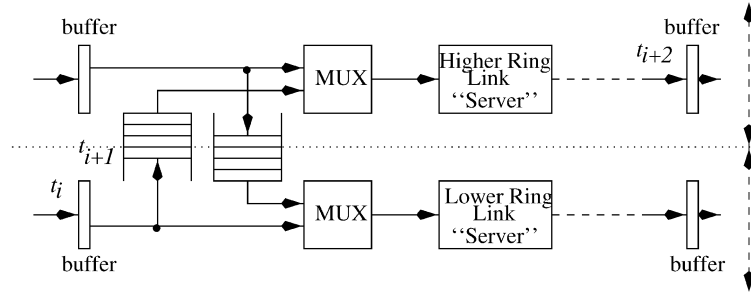 buffer
buffer
t_{i+2}
MUX
Higher Ring
Link
‘‘Server’’
t_{i+1}
t_i
MUX
Lower Ring
Link
‘‘Server’’
buffer
buffer